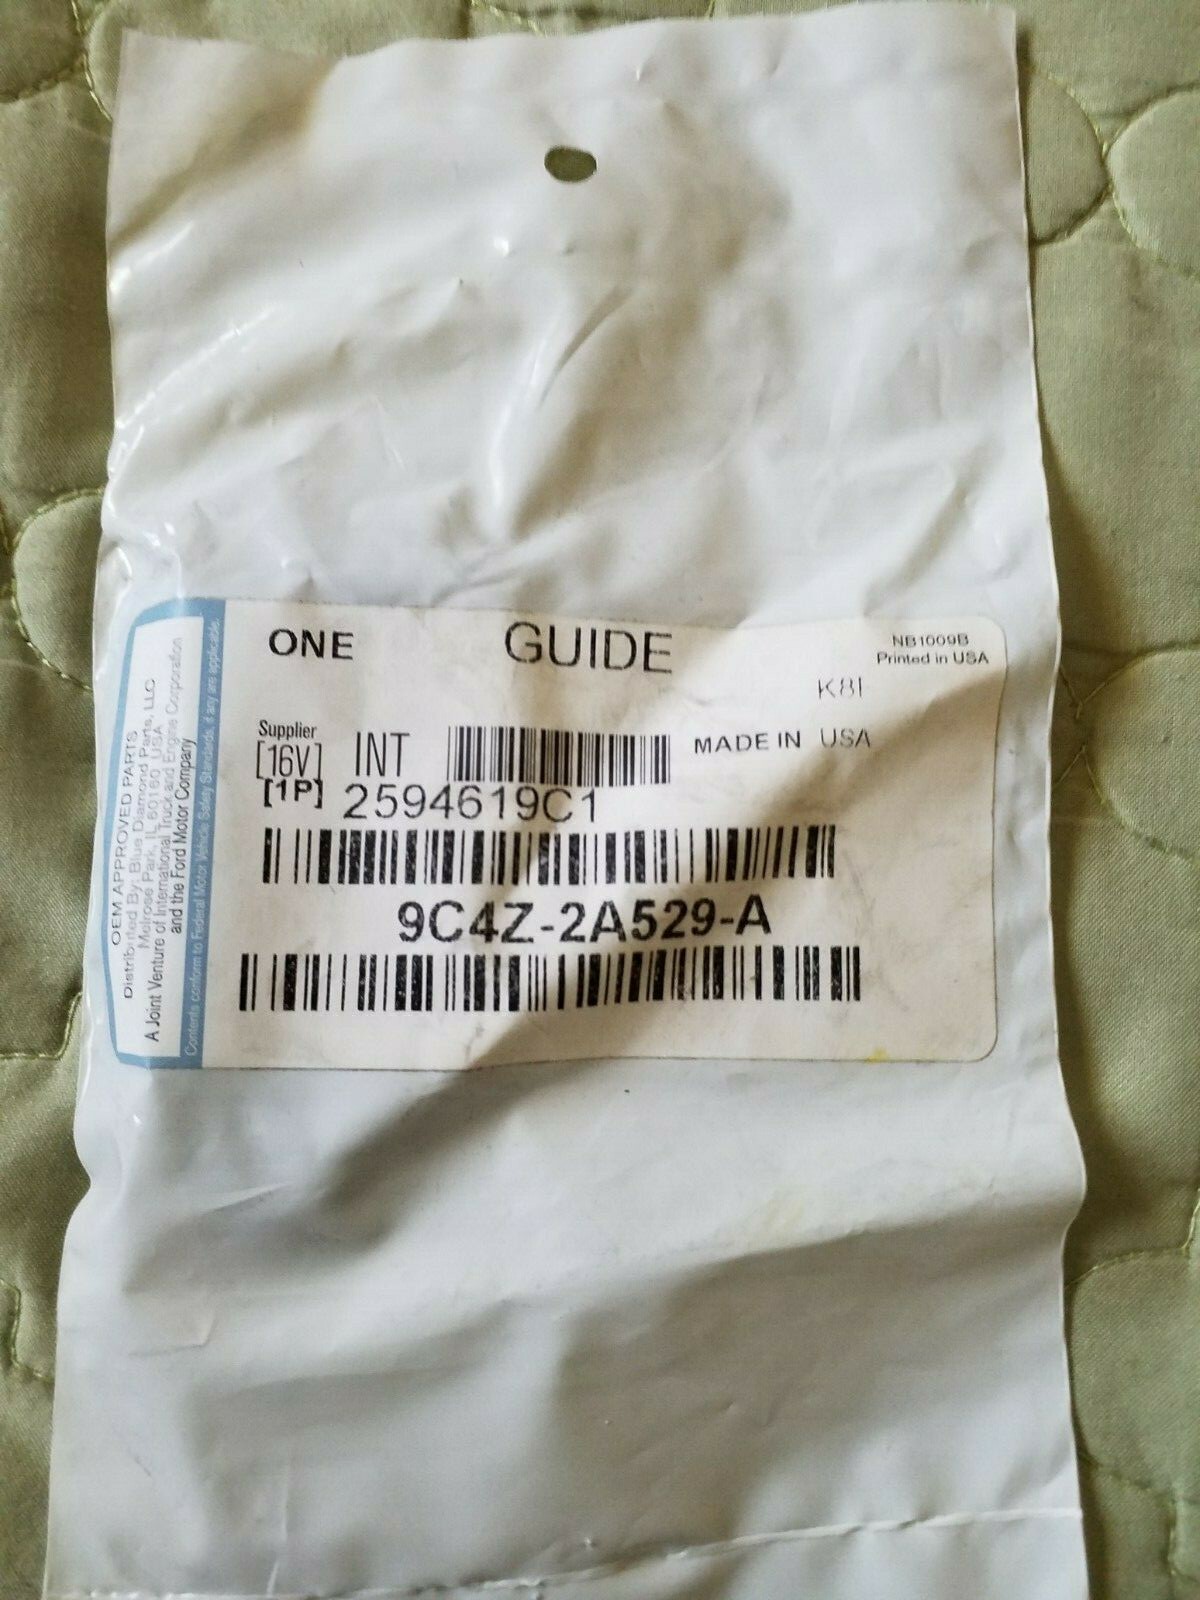 ONE GUIDE
NB1009B
Printed in USA
K8I
Supplier
[16V] INT
MADE IN USA
[1P] 2594619C1
9C4Z-2A529-A
OEM APPROVED PARTS
Distributed By: Blue Diamond Parts, LLC
Melrose Park, IL 60160 USA
A Joint Venture of International Truck and Engine Corporation
and the Ford Motor Company
Contents conform to Federal Motor Vehicle Safety Standards, if any are applicable.